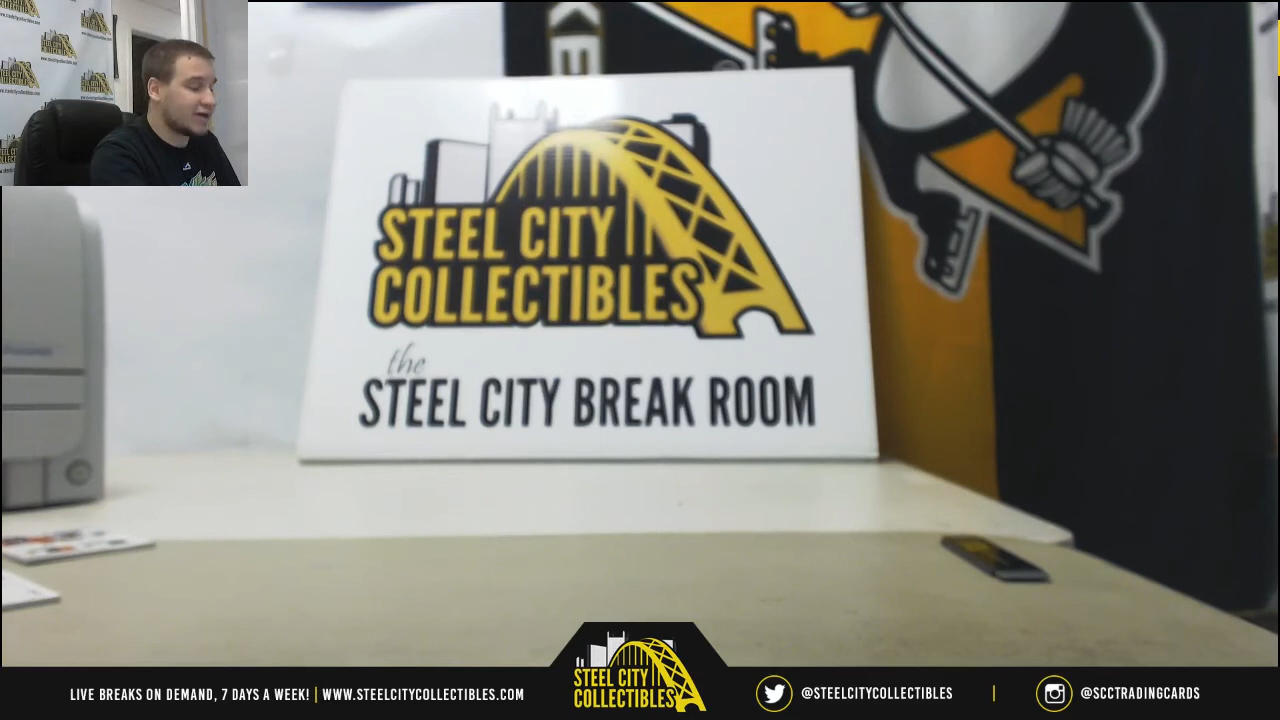 STEEL CITY
COLLECTIBLES
the
STEEL CITY BREAK ROOM
LIVE BREAKS ON DEMAND, 7 DAYS A WEEK! | WWW.STEELCITYCOLLECTIBLES.COM
STEEL CITY
COLLECTIBLES
@STEELCITYCOLLECTIBLES
@SCCTRADINGCARDS